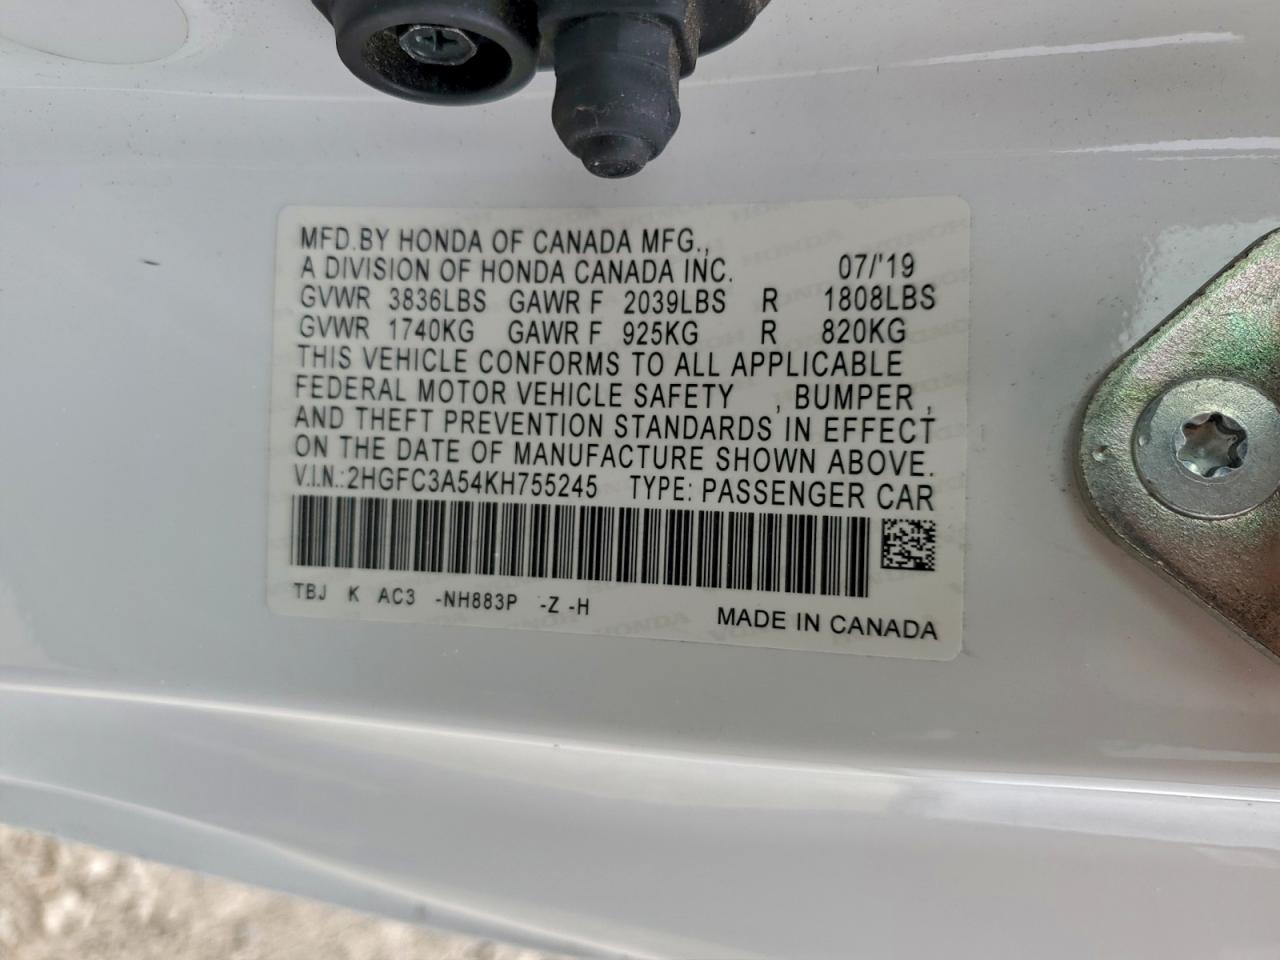 MFD.BY HONDA OF CANADA MFG.,
A DIVISION OF HONDA CANADA INC. 07/'19
GVWR 3836LBS GAWR F 2039LBS R 1808LBS
GVWR 1740KG GAWR F 925KG R 820KG
THIS VEHICLE CONFORMS TO ALL APPLICABLE
FEDERAL MOTOR VEHICLE SAFETY , BUMPER ,
AND THEFT PREVENTION STANDARDS IN EFFECT
ON THE DATE OF MANUFACTURE SHOWN ABOVE.
V.I.N.:2HGFC3A54KH755245 TYPE: PASSENGER CAR
TBJ K AC3 -NH883P -Z -H
MADE IN CANADA